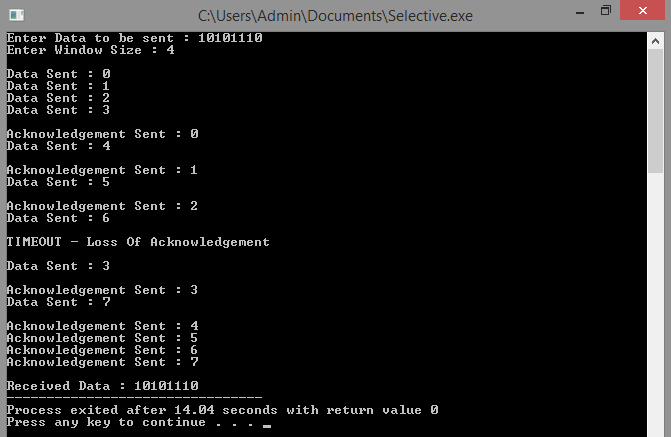 C:\Users\Admin\Documents\Selective.exe
Enter Data to be sent : 10101110
Enter Window Size : 4
Data Sent : 0
Data Sent : 1
Data Sent : 2
Data Sent : 3
Acknowledgement Sent : 0
Data Sent : 4
Acknowledgement Sent : 1
Data Sent : 5
Acknowledgement Sent : 2
Data Sent : 6
TIMEOUT - Loss Of Acknowledgement
Data Sent : 3
Acknowledgement Sent : 3
Data Sent : 7
Acknowledgement Sent : 4
Acknowledgement Sent : 5
Acknowledgement Sent : 6
Acknowledgement Sent : 7
Received Data : 10101110
--------------------------------
Process exited after 14.04 seconds with return value 0
Press any key to continue . . . _